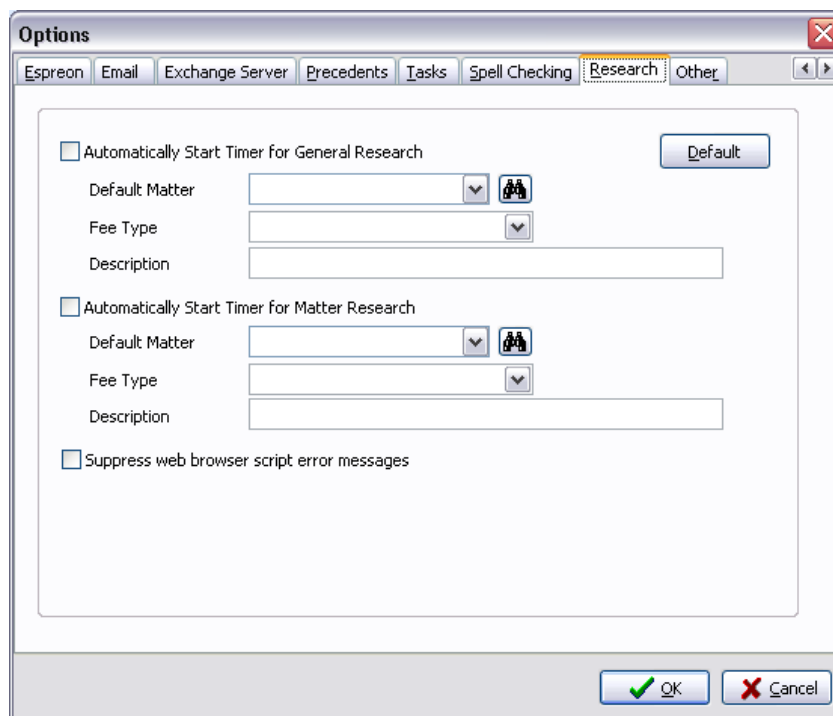 Options
Espreon Email Exchange Server Precedents Tasks Spell Checking Research Other
Automatically Start Timer for General Research Default
Default Matter
Fee Type
Description
Automatically Start Timer for Matter Research
Default Matter
Fee Type
Description
Suppress web browser script error messages
OK Cancel